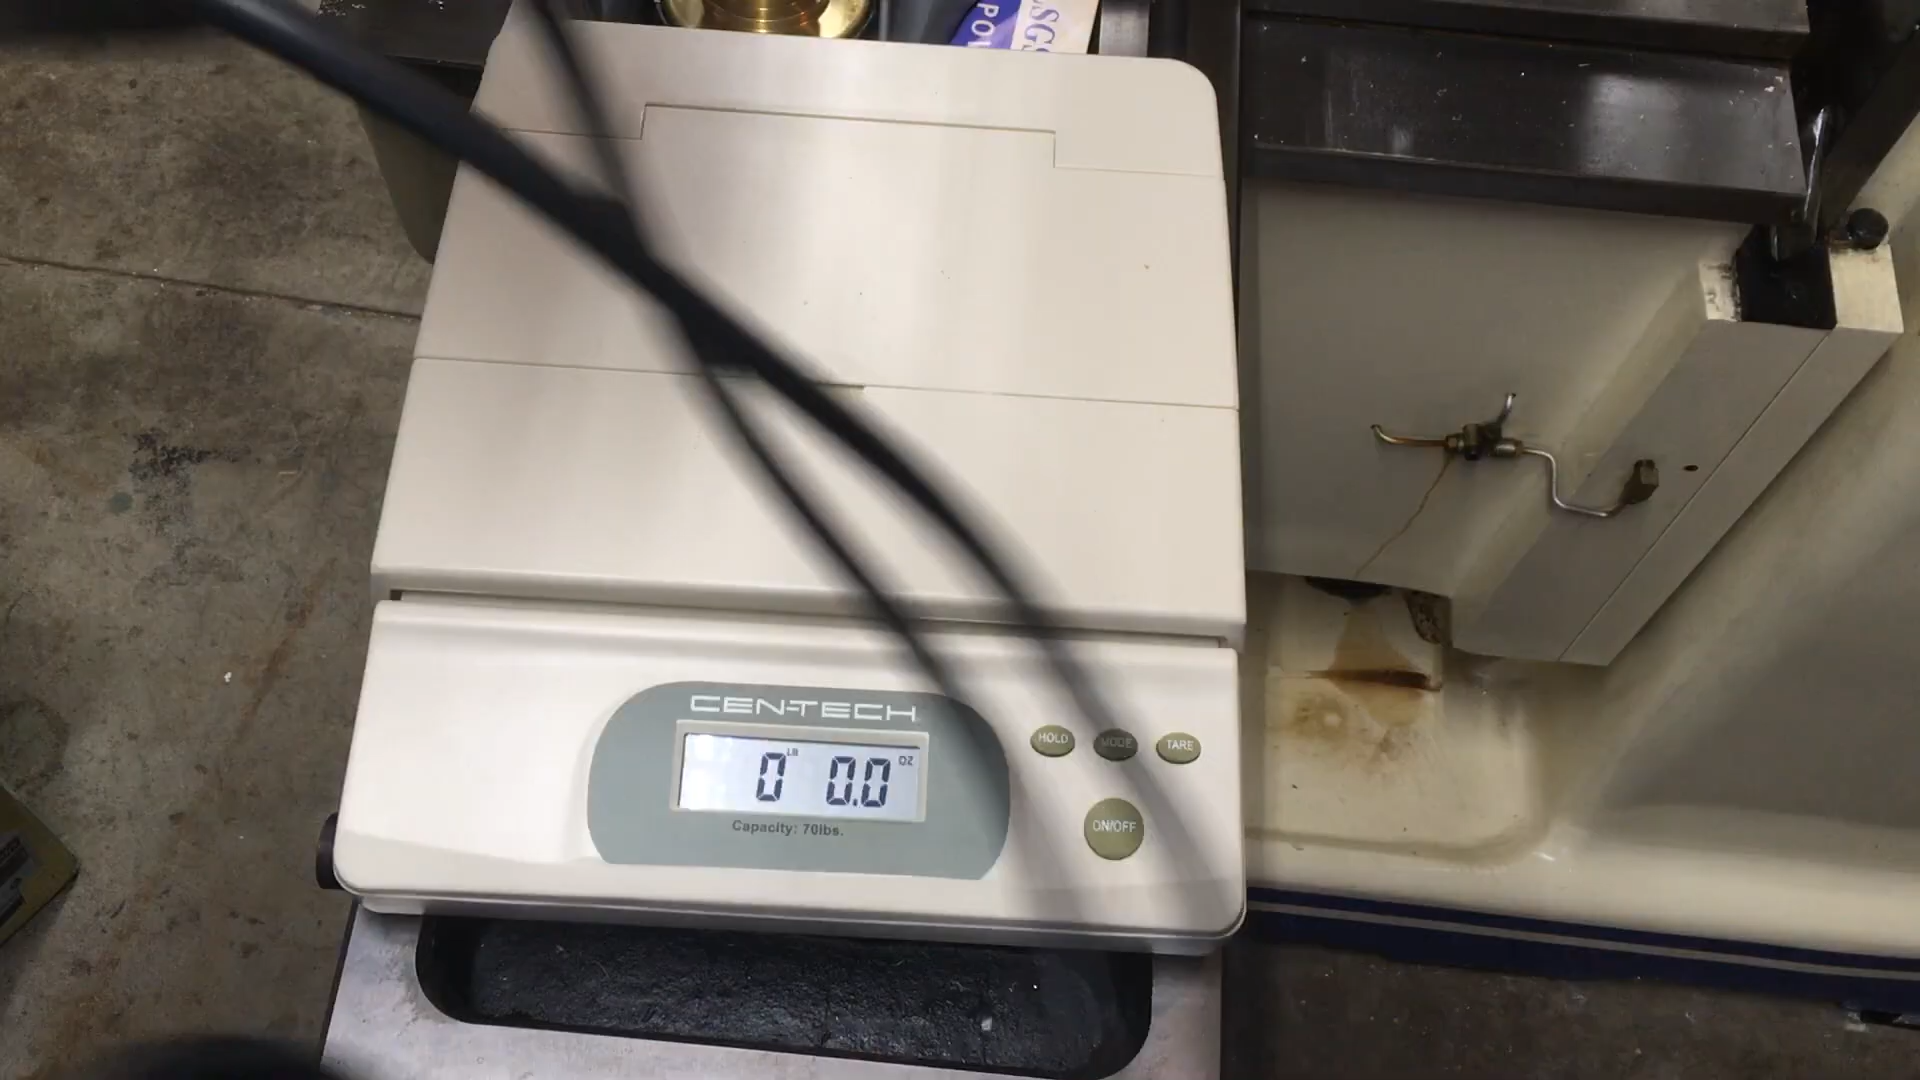 CEN-TECH
0 LB 0.0 OZ
Capacity: 70lbs.
HOLD MODE TARE
ON/OFF